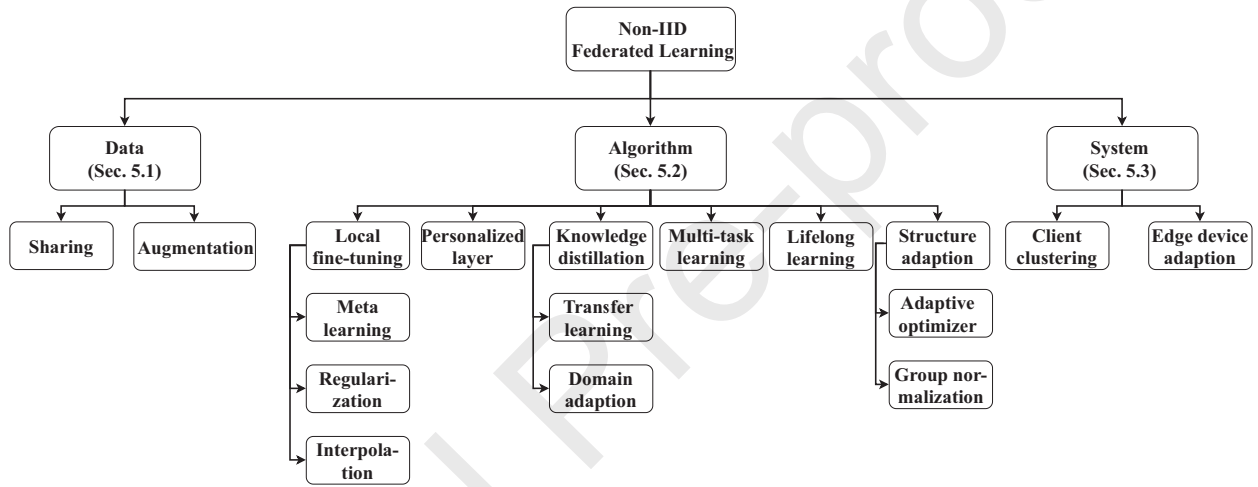 Non-IID
Federated Learning
Data
(Sec. 5.1)
Algorithm
(Sec. 5.2)
System
(Sec. 5.3)
Sharing
Augmentation
Local
fine-tuning
Personalized
layer
Knowledge
distillation
Multi-task
learning
Lifelong
learning
Structure
adaption
Client
clustering
Edge device
adaption
Meta
learning
Transfer
learning
Adaptive
optimizer
Regulari-
zation
Domain
adaption
Group nor-
malization
Interpola-
tion
l Pre-proo